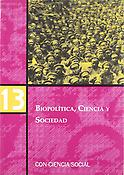 13
Biopolítica, Ciencia y
Sociedad
CON-CIENCIA/SOCIAL